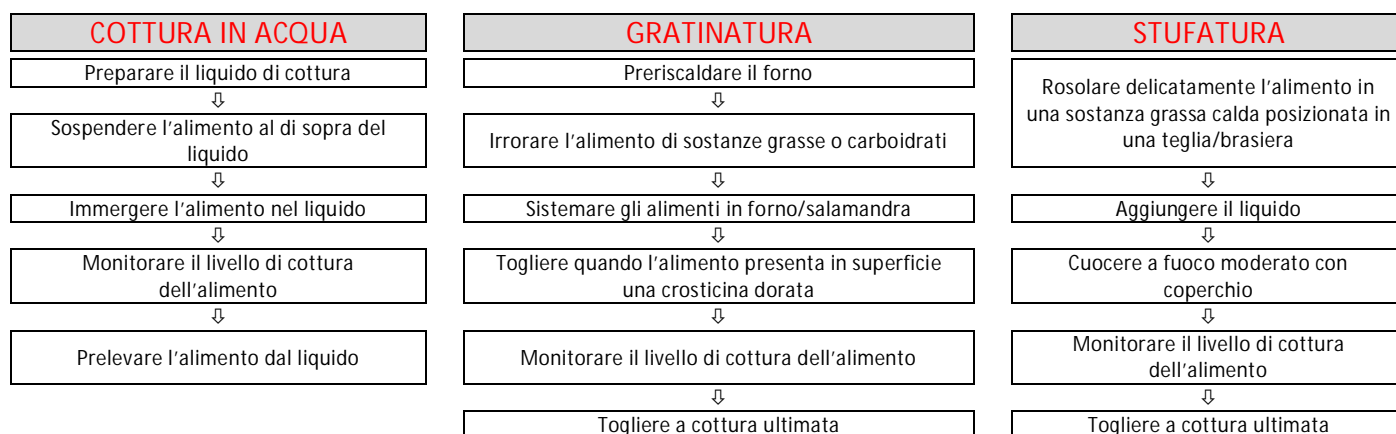 COTTURA IN ACQUA
Preparare il liquido di cottura
⇩
Sospendere l'alimento al di sopra del
liquido
⇩
Immergere l'alimento nel liquido
⇩
Monitorare il livello di cottura
dell'alimento
⇩
Prelevare l'alimento dal liquido
GRATINATURA
Preriscaldare il forno
⇩
Irrorare l'alimento di sostanze grasse o carboidrati
⇩
Sistemare gli alimenti in forno/salamandra
⇩
Togliere quando l'alimento presenta in superficie
una crosticina dorata
⇩
Monitorare il livello di cottura dell'alimento
⇩
Togliere a cottura ultimata
STUFATURA
Rosolare delicatamente l'alimento in
una sostanza grassa calda posizionata in
una teglia/brasiera
⇩
Aggiungere il liquido
⇩
Cuocere a fuoco moderato con
coperchio
⇩
Monitorare il livello di cottura
dell'alimento
⇩
Togliere a cottura ultimata